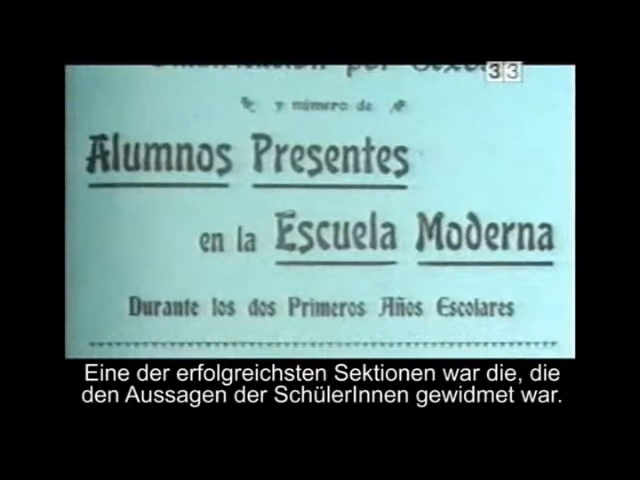 por
33
y número de
Alumnos Presentes
en la Escuela Moderna
Durante los dos Primeros Años Escolares
Eine der erfolgreichsten Sektionen war die, die
den Aussagen der SchülerInnen gewidmet war.